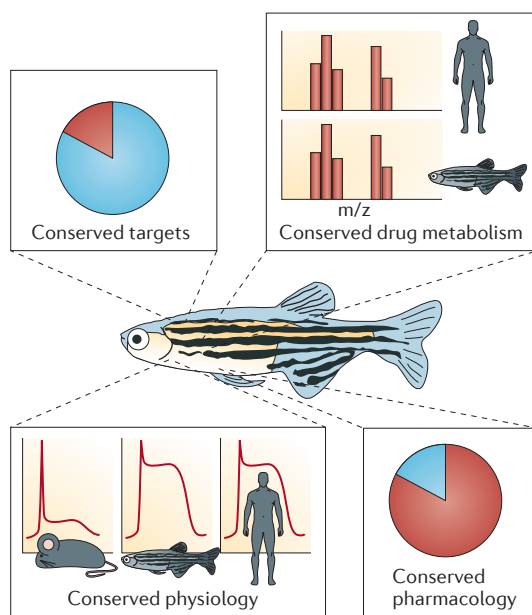 m/z
Conserved targets
Conserved drug metabolism
Conserved physiology
Conserved
pharmacology